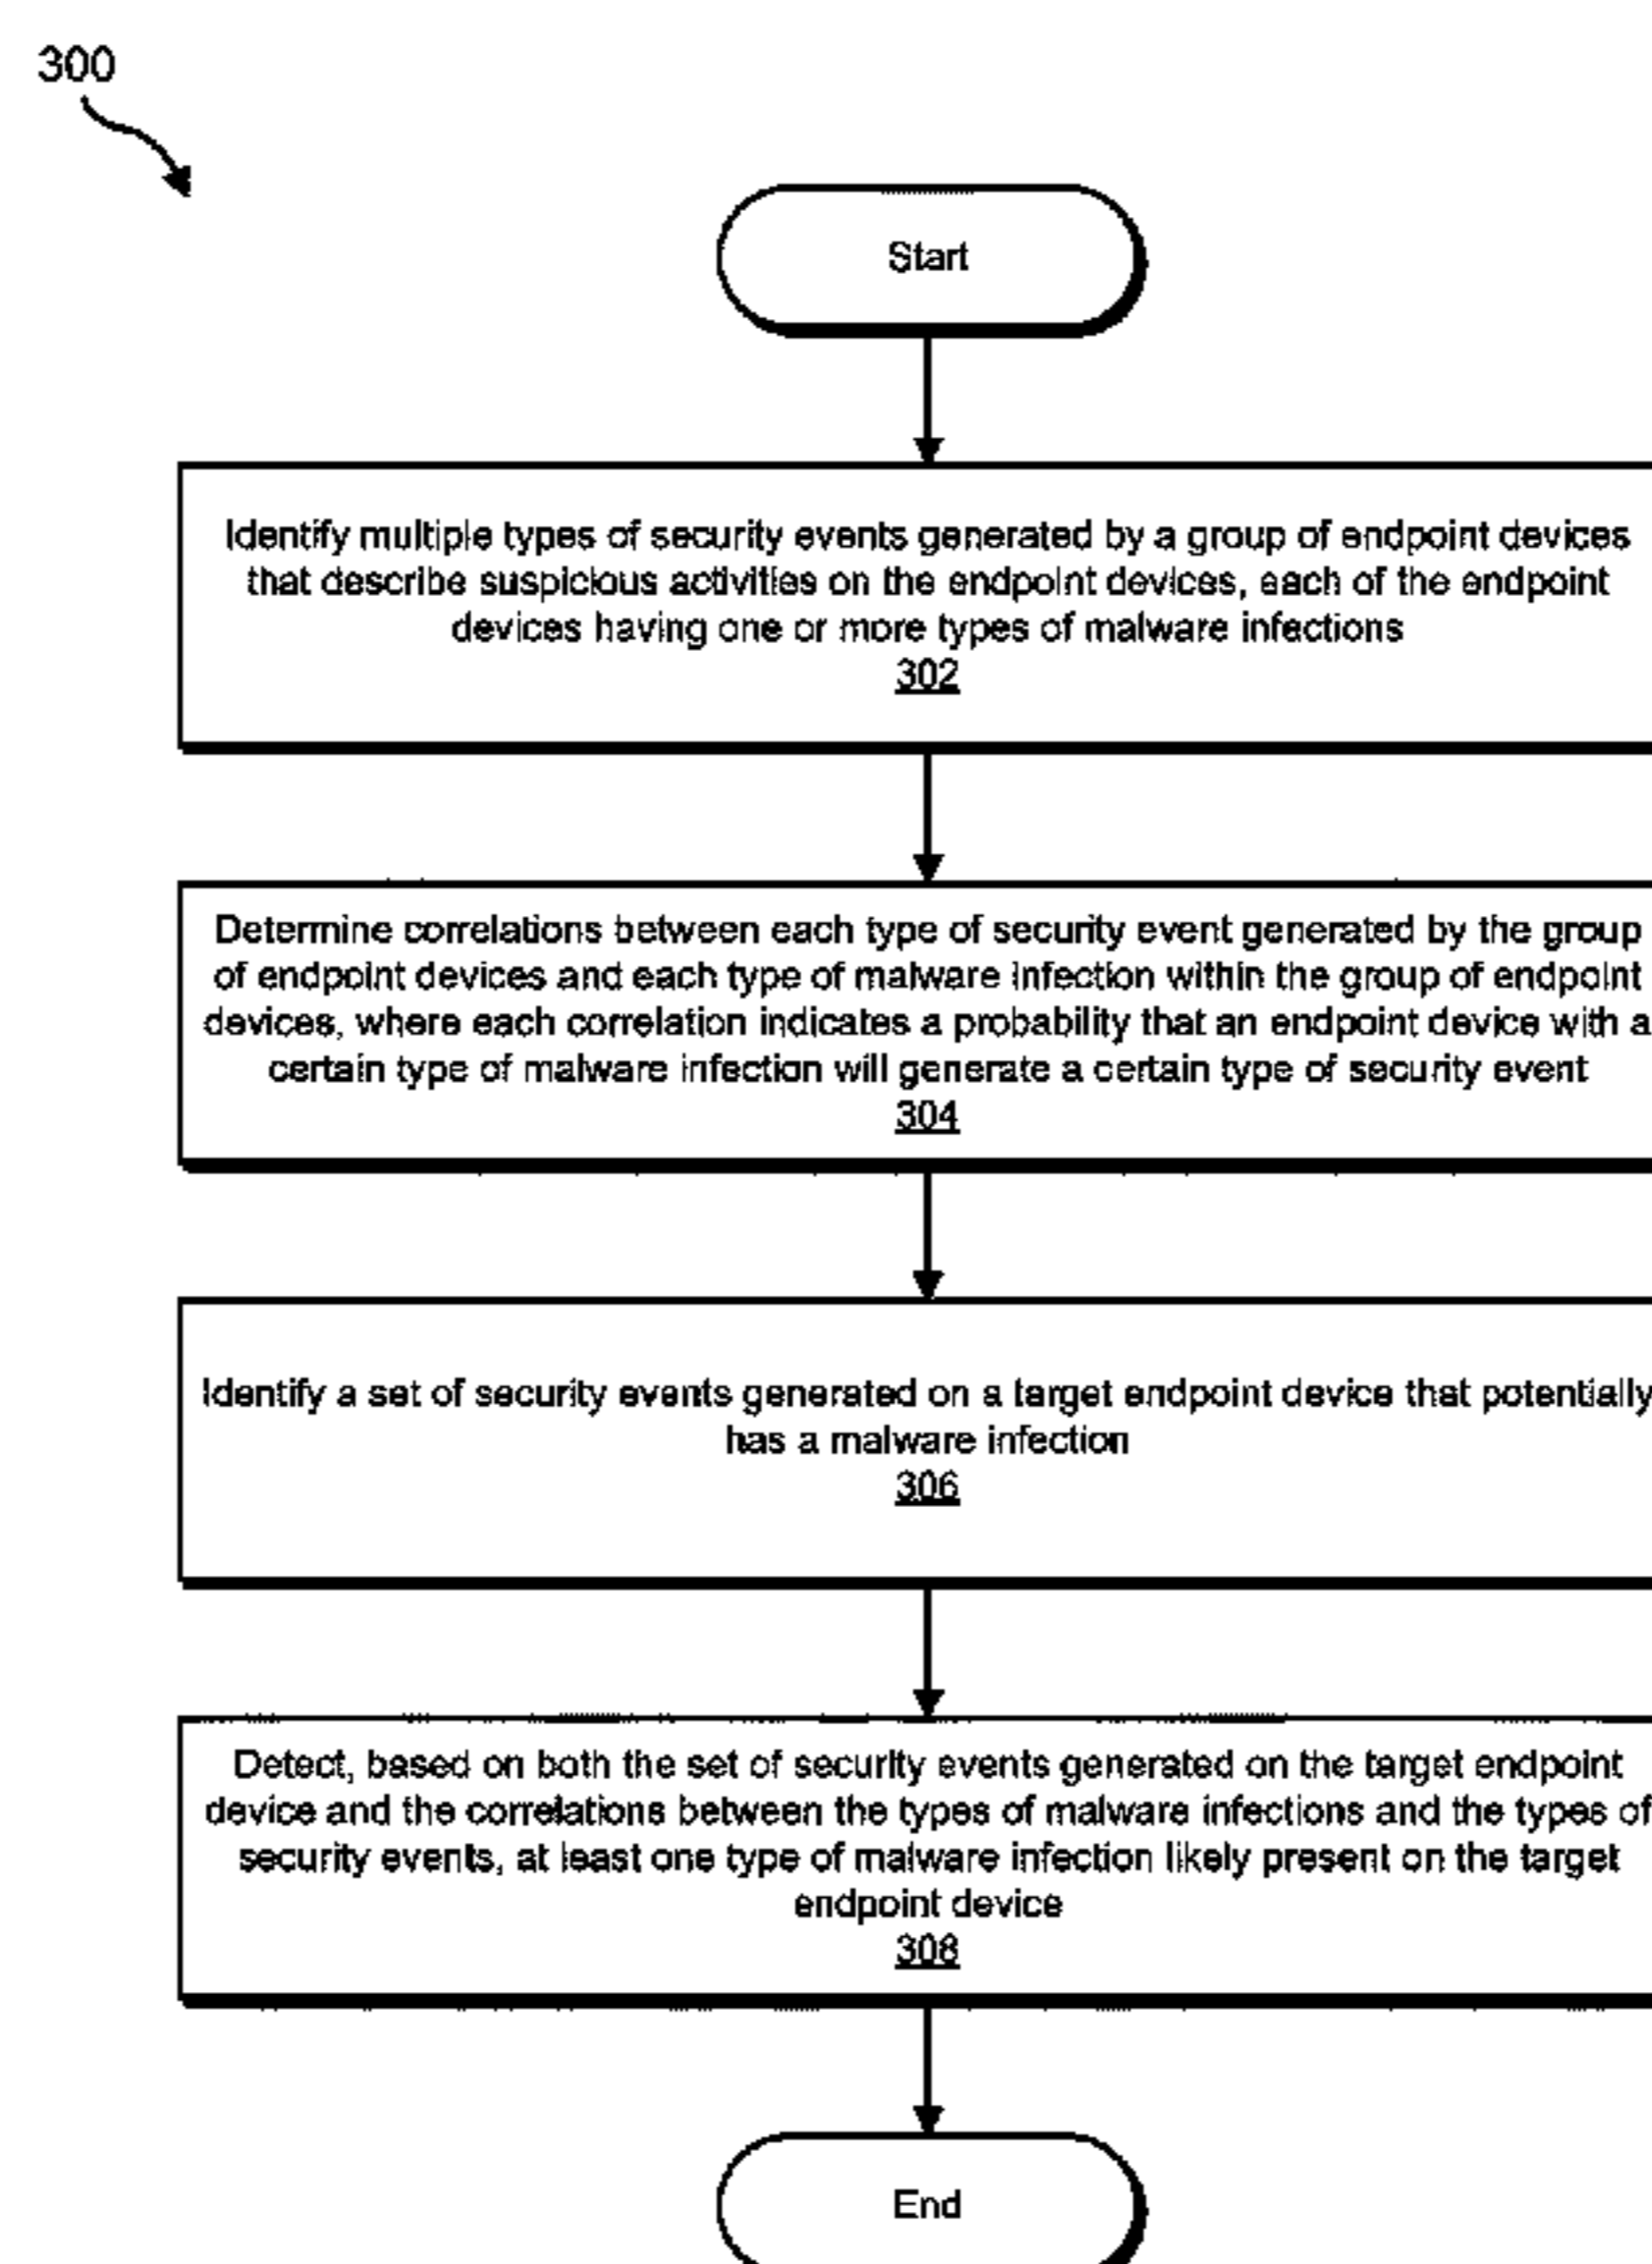 300
Start
Identify multiple types of security events generated by a group of endpoint devices
that describe suspicious activities on the endpoint devices, each of the endpoint
devices having one or more types of malware infections
302
Determine correlations between each type of security event generated by the group
of endpoint devices and each type of malware infection within the group of endpoint
devices, where each correlation indicates a probability that an endpoint device with a
certain type of malware infection will generate a certain type of security event
304
Identify a set of security events generated on a target endpoint device that potentially
has a malware infection
306
Detect, based on both the set of security events generated on the target endpoint
device and the correlations between the types of malware infections and the types of
security events, at least one type of malware infection likely present on the target
endpoint device
308
End